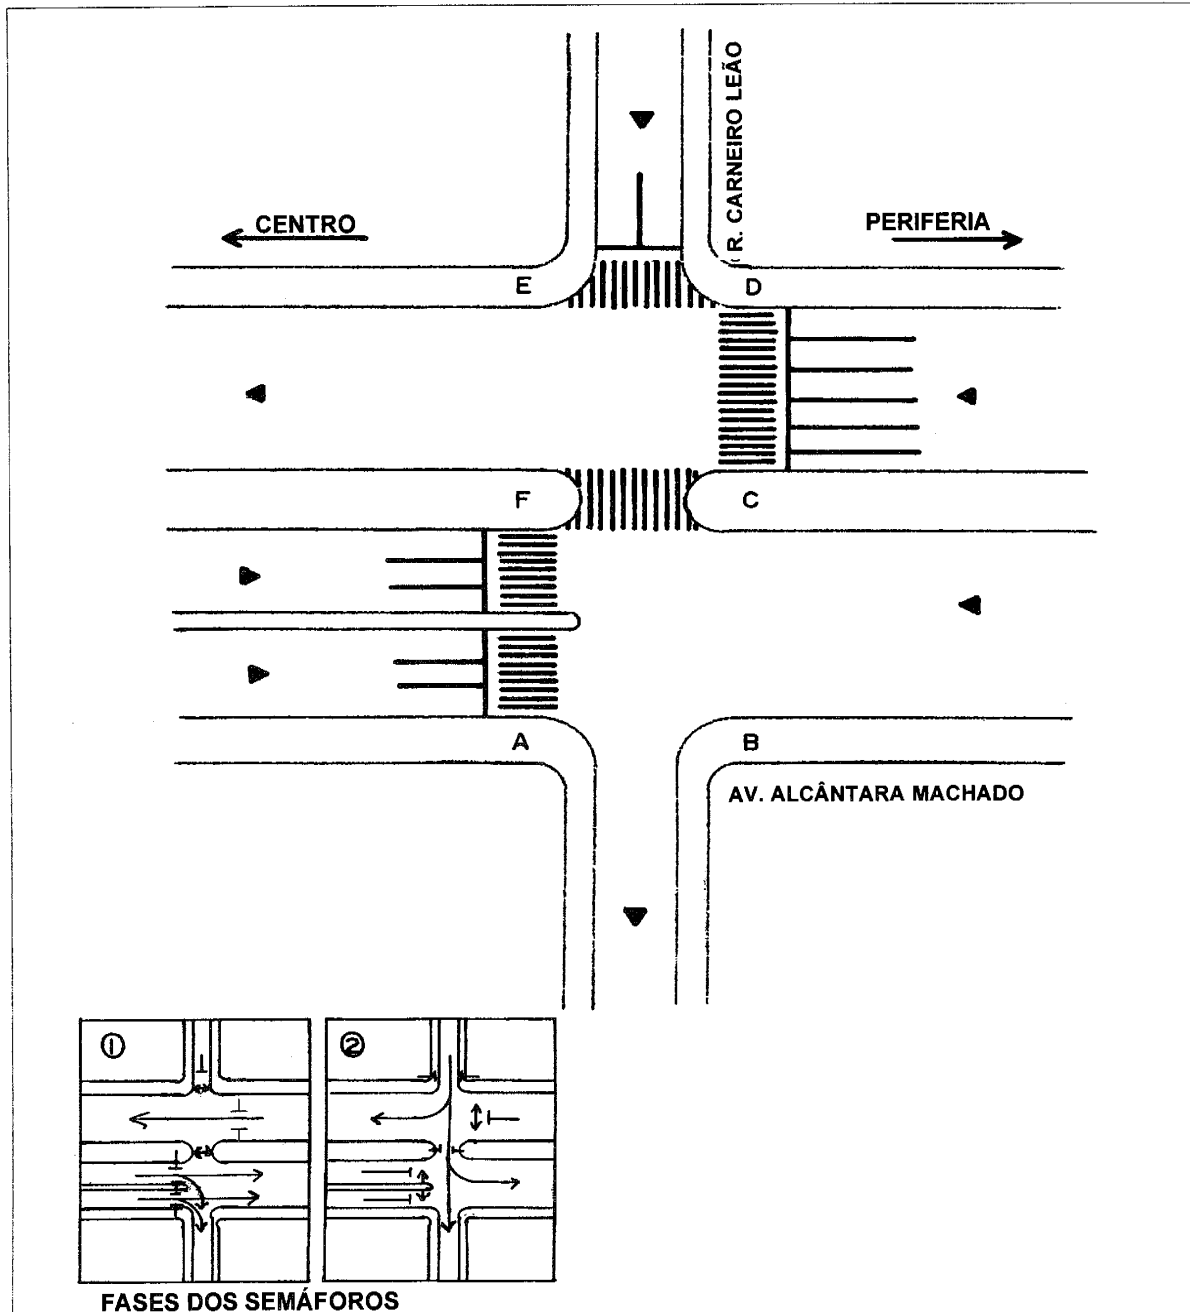 R. CARNEIRO LEÃO
CENTRO
PERIFERIA
E
D
F
C
A
B
AV. ALCÂNTARA MACHADO
①
②
FASES DOS SEMÁFOROS